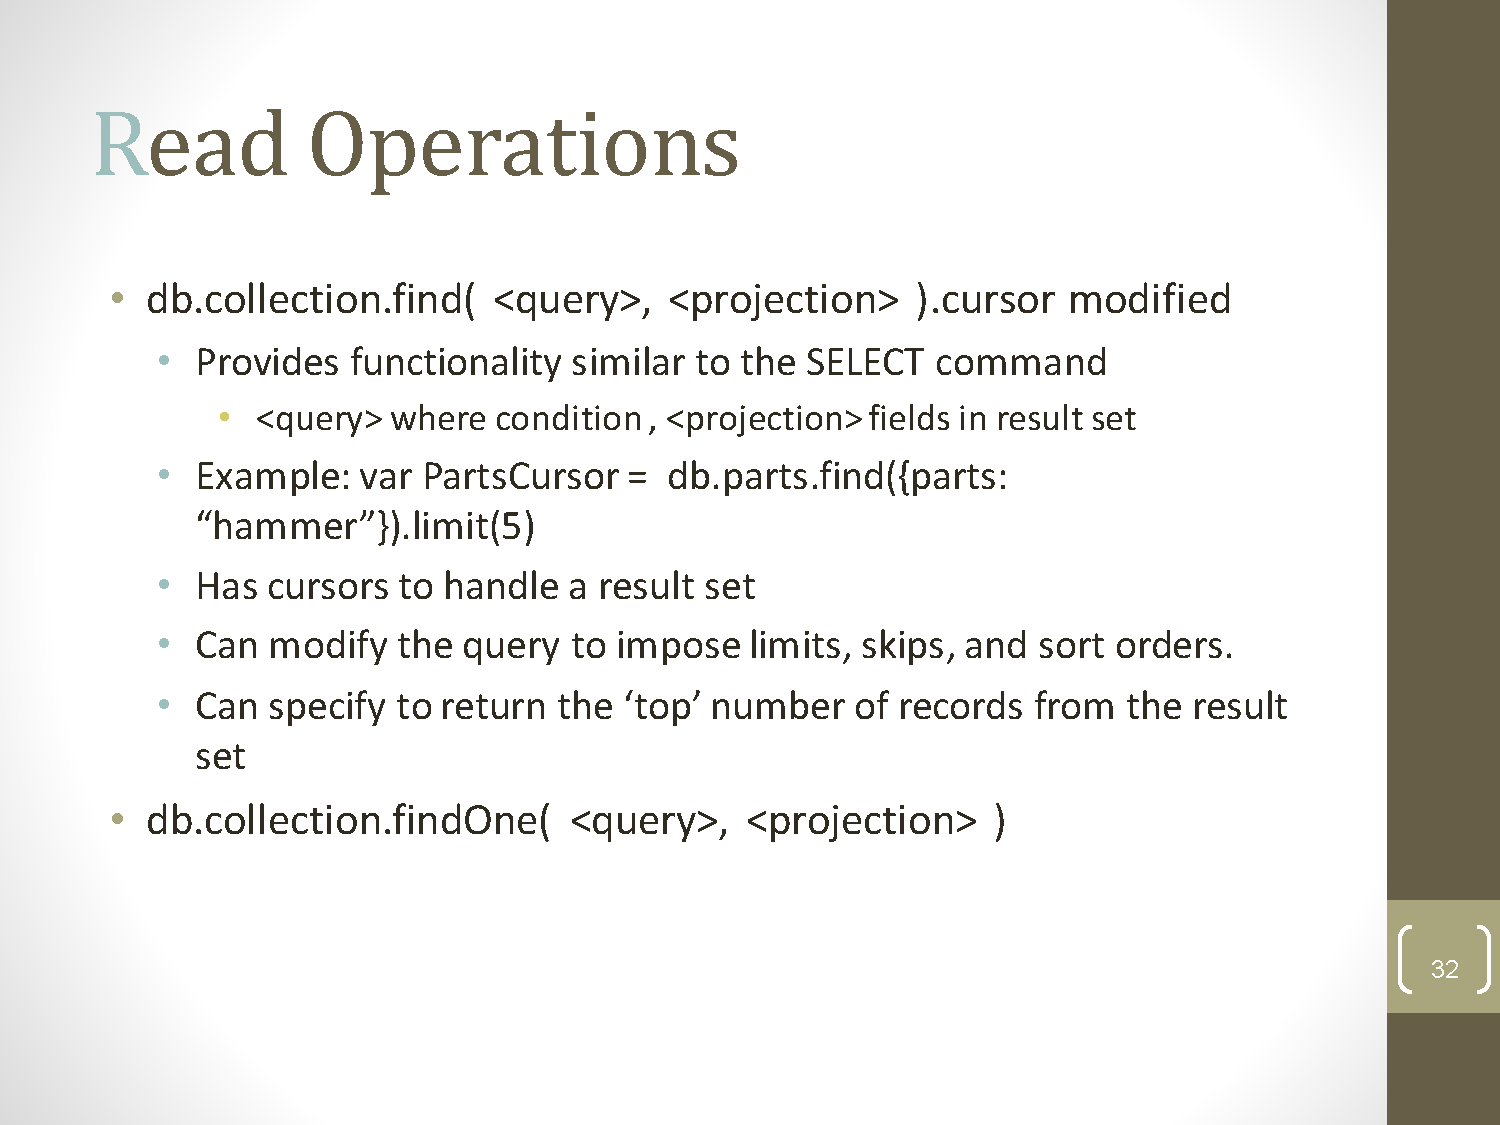 Read Operations
• db.collection.find( <query>, <projection> ).cursor modified
• Provides functionality similar to the SELECT command
• <query> where condition , <projection> fields in result set
• Example: var PartsCursor = db.parts.find({parts:
“hammer”}).limit(5)
• Has cursors to handle a result set
• Can modify the query to impose limits, skips, and sort orders.
• Can specify to return the ‘top’ number of records from the result
set
• db.collection.findOne( <query>, <projection> )
32